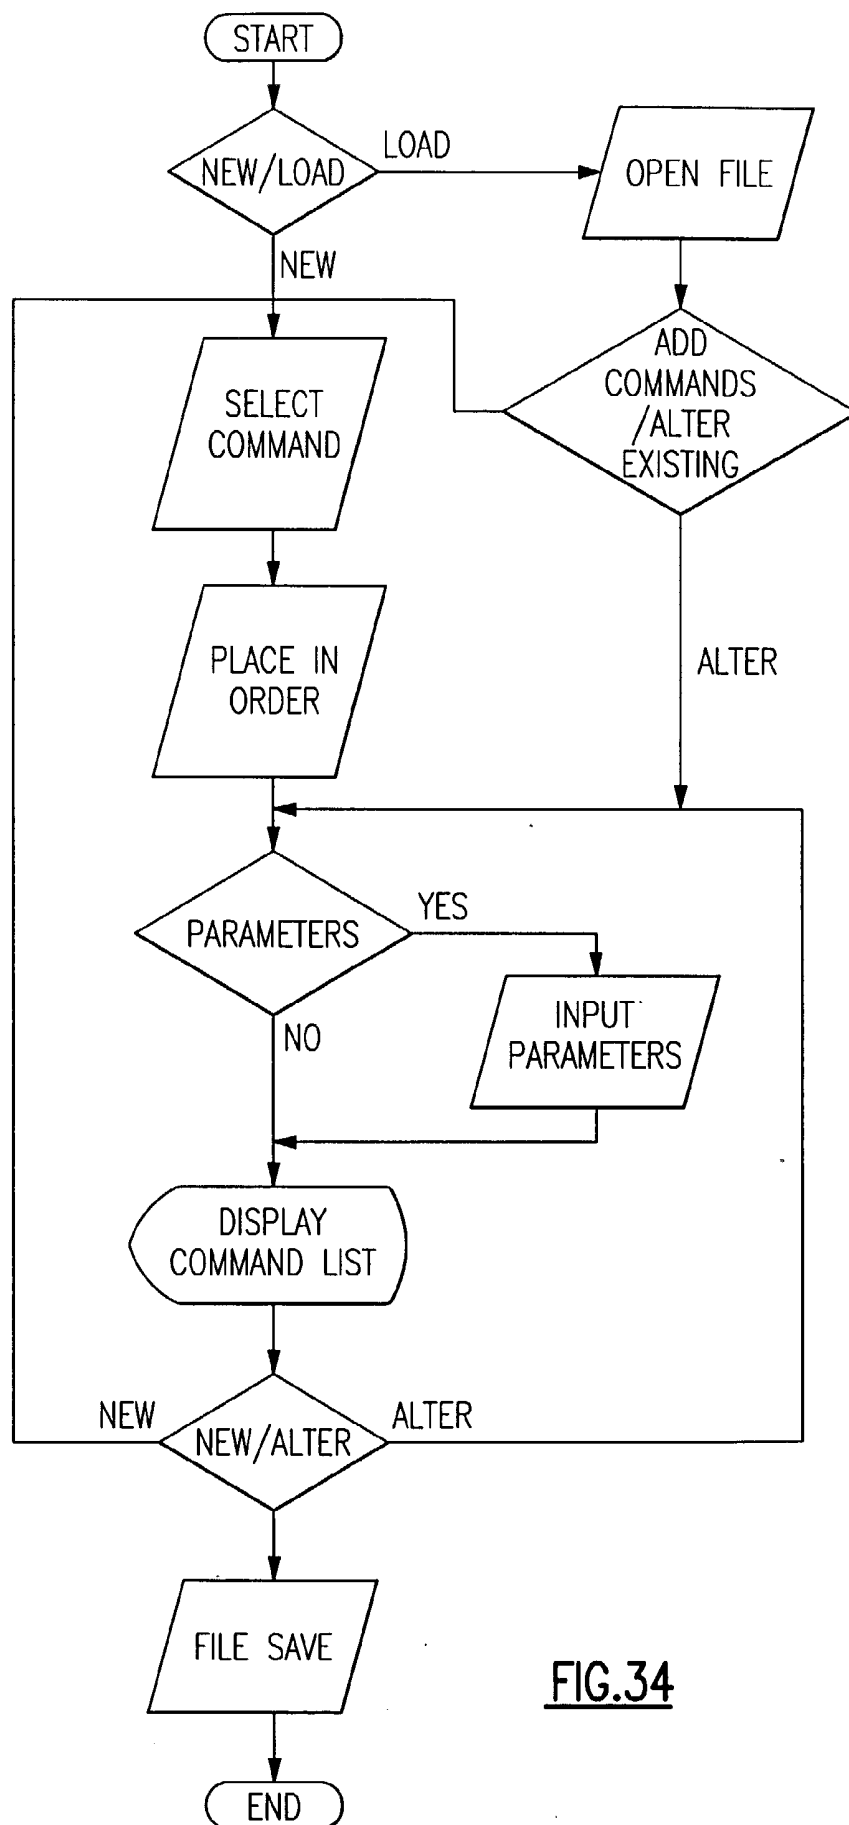 START
NEW/LOAD
LOAD
OPEN FILE
NEW
ADD
COMMANDS
/ALTER
EXISTING
SELECT
COMMAND
PLACE IN
ORDER
ALTER
PARAMETERS
YES
INPUT
PARAMETERS
NO
DISPLAY
COMMAND LIST
NEW
NEW/ALTER
ALTER
FILE SAVE
FIG.34
END